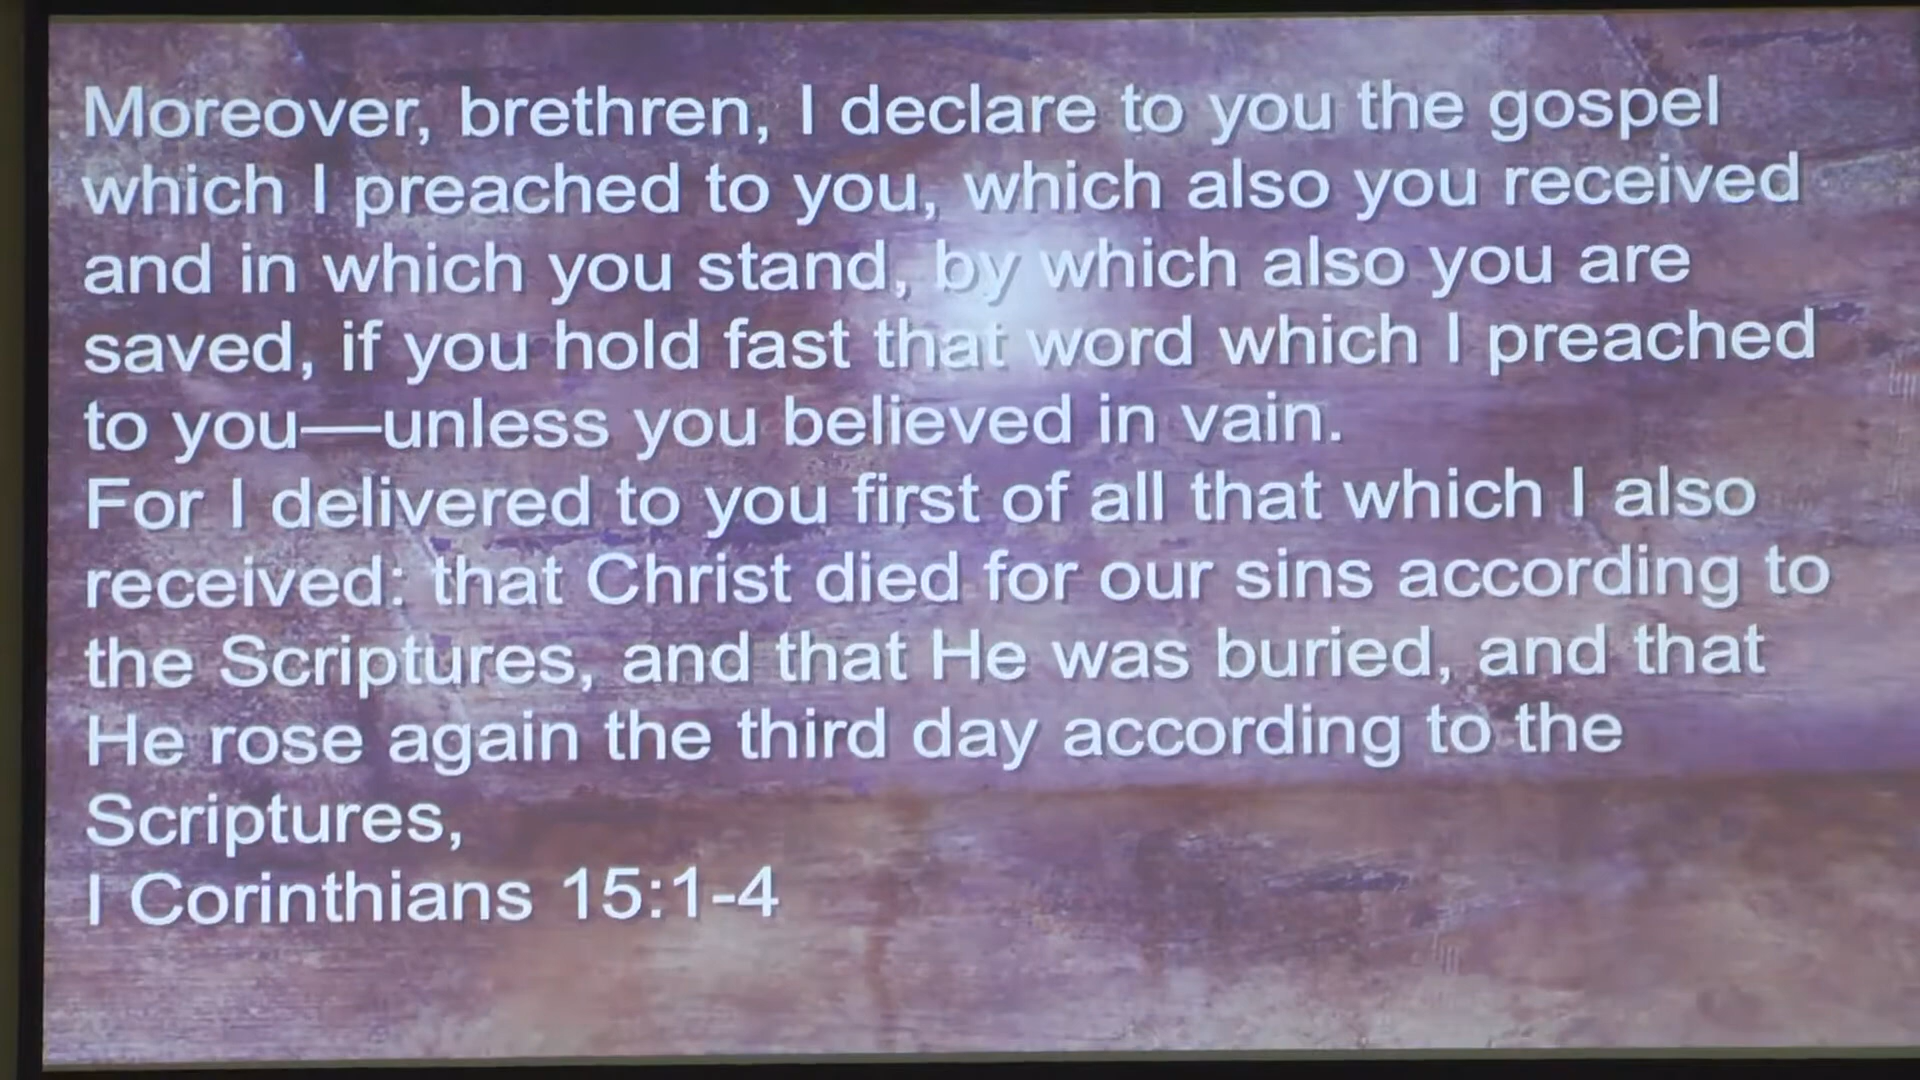 Moreover, brethren, I declare to you the gospel
which I preached to you, which also you received
and in which you stand, by which also you are
saved, if you hold fast that word which I preached
to you—unless you believed in vain.
For I delivered to you first of all that which I also
received: that Christ died for our sins according to
the Scriptures, and that He was buried, and that
He rose again the third day according to the
Scriptures,
I Corinthians 15:1-4